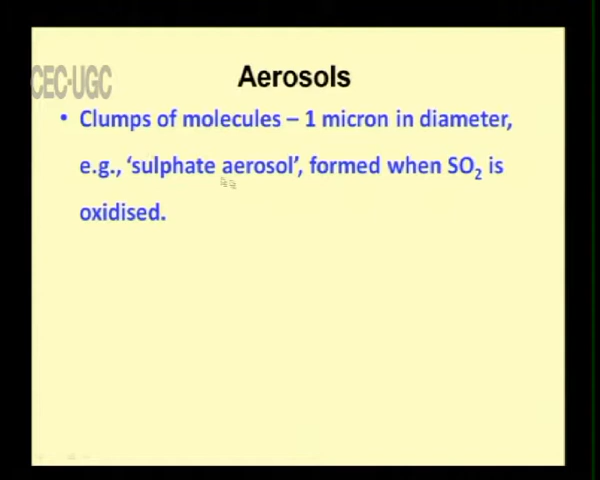 CEC-UGC
Aerosols
• Clumps of molecules – 1 micron in diameter,
e.g., ‘sulphate aerosol’, formed when SO₂ is
oxidised.